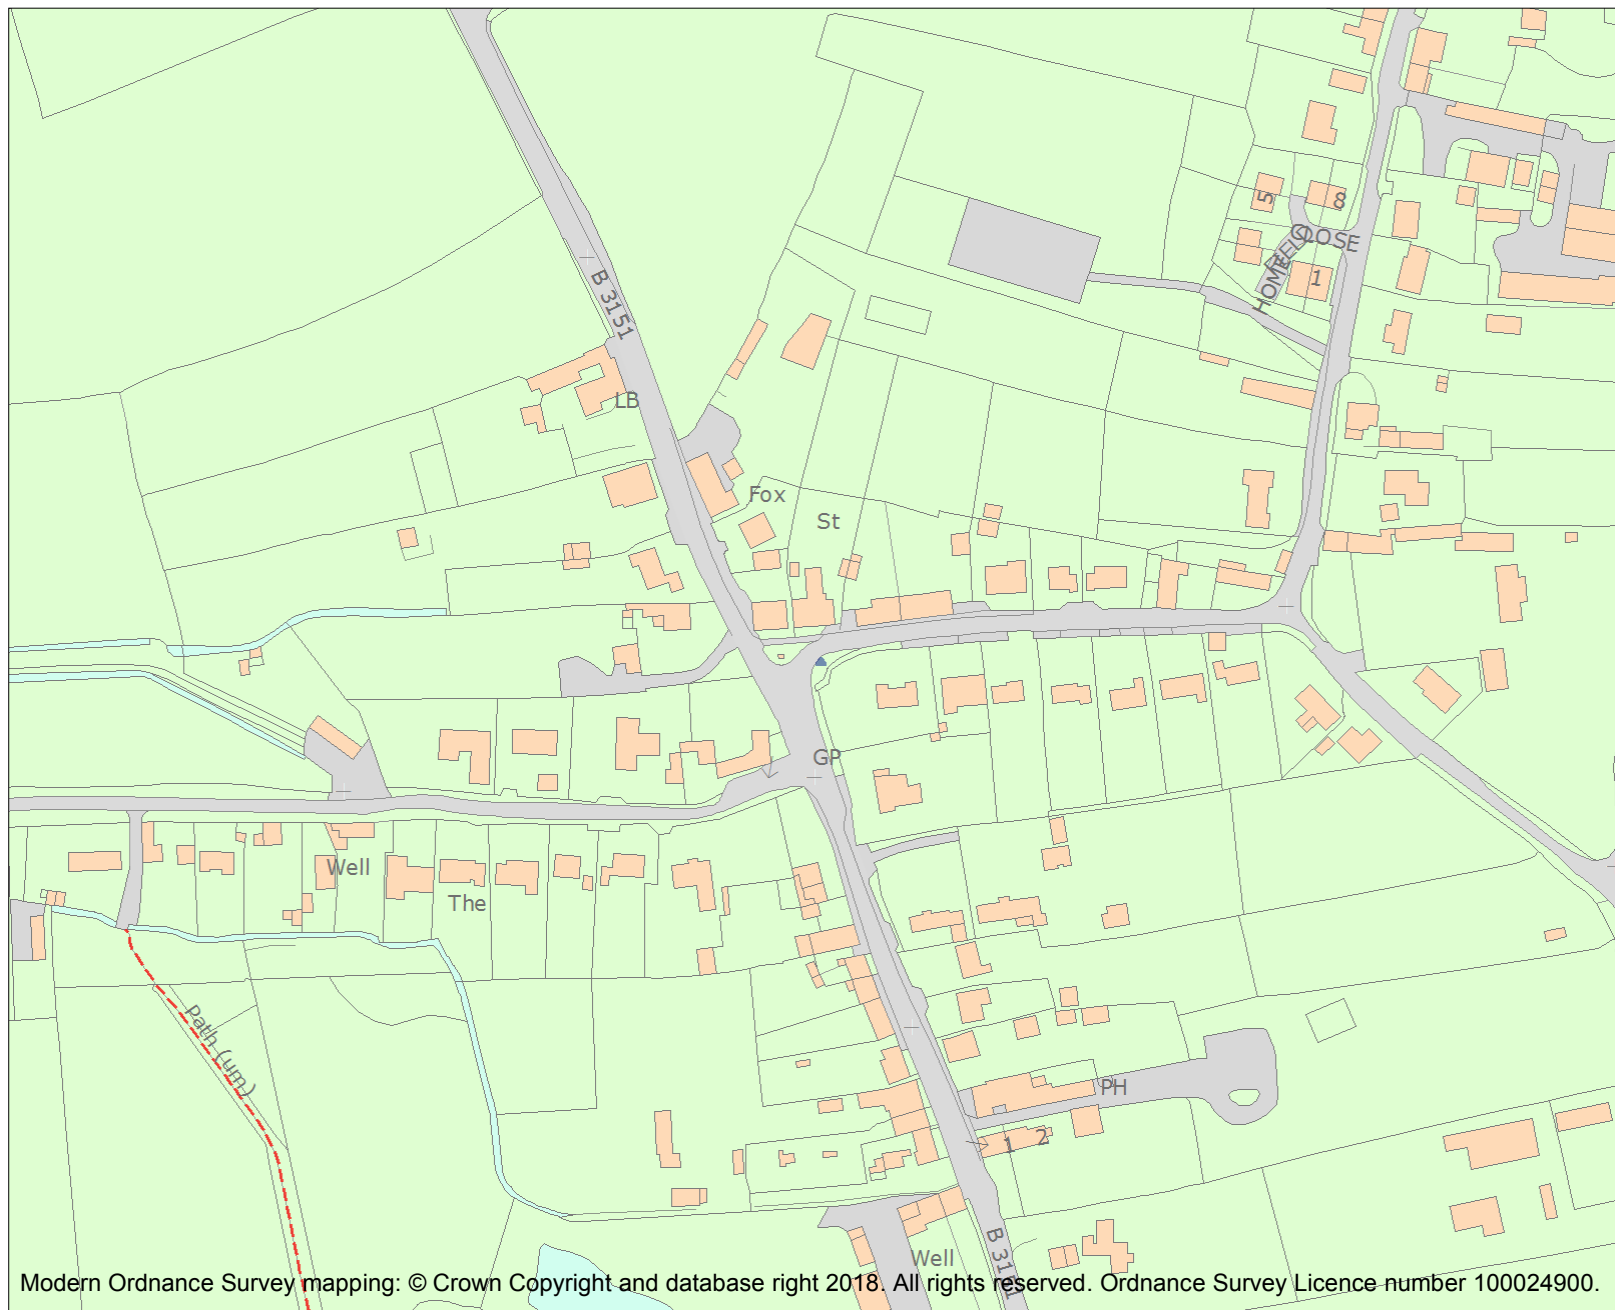 5
8
HOMEFIELD CLOSE
1
B 3151
LB
Fox
St
GP
Well
The
Path (um)
PH
1
2
B 3151
Well
Modern Ordnance Survey mapping: © Crown Copyright and database right 2018. All rights reserved. Ordnance Survey Licence number 100024900.